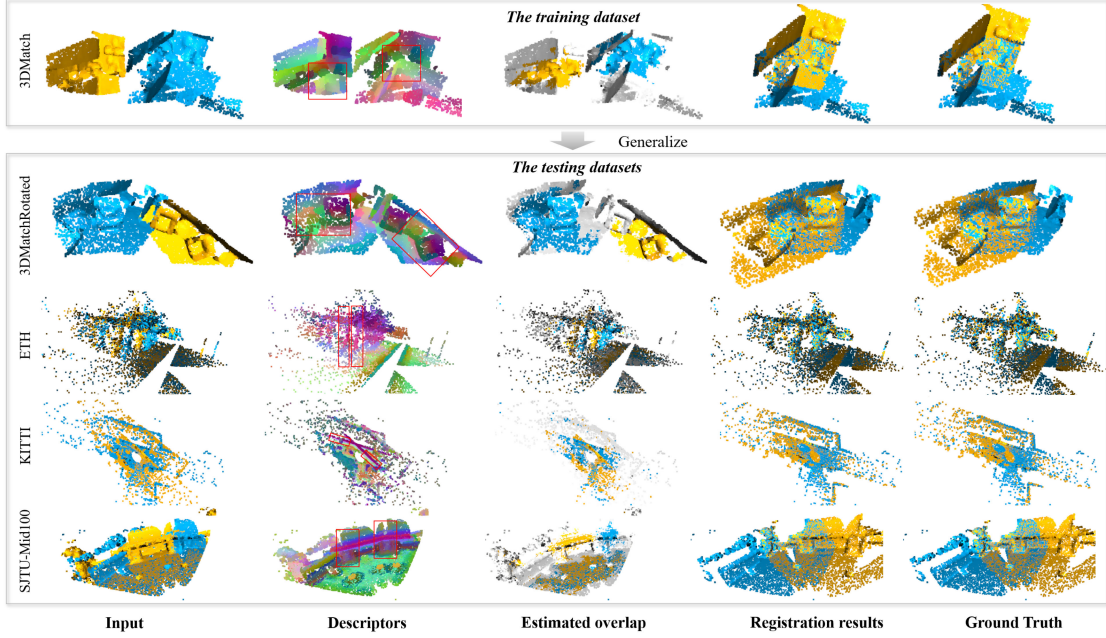 The training dataset
3DMatch
Generalize
The testing datasets
3DMatchRotated
ETH
KITTI
SJTU-Mid100
Input Descriptors Estimated overlap Registration results Ground Truth